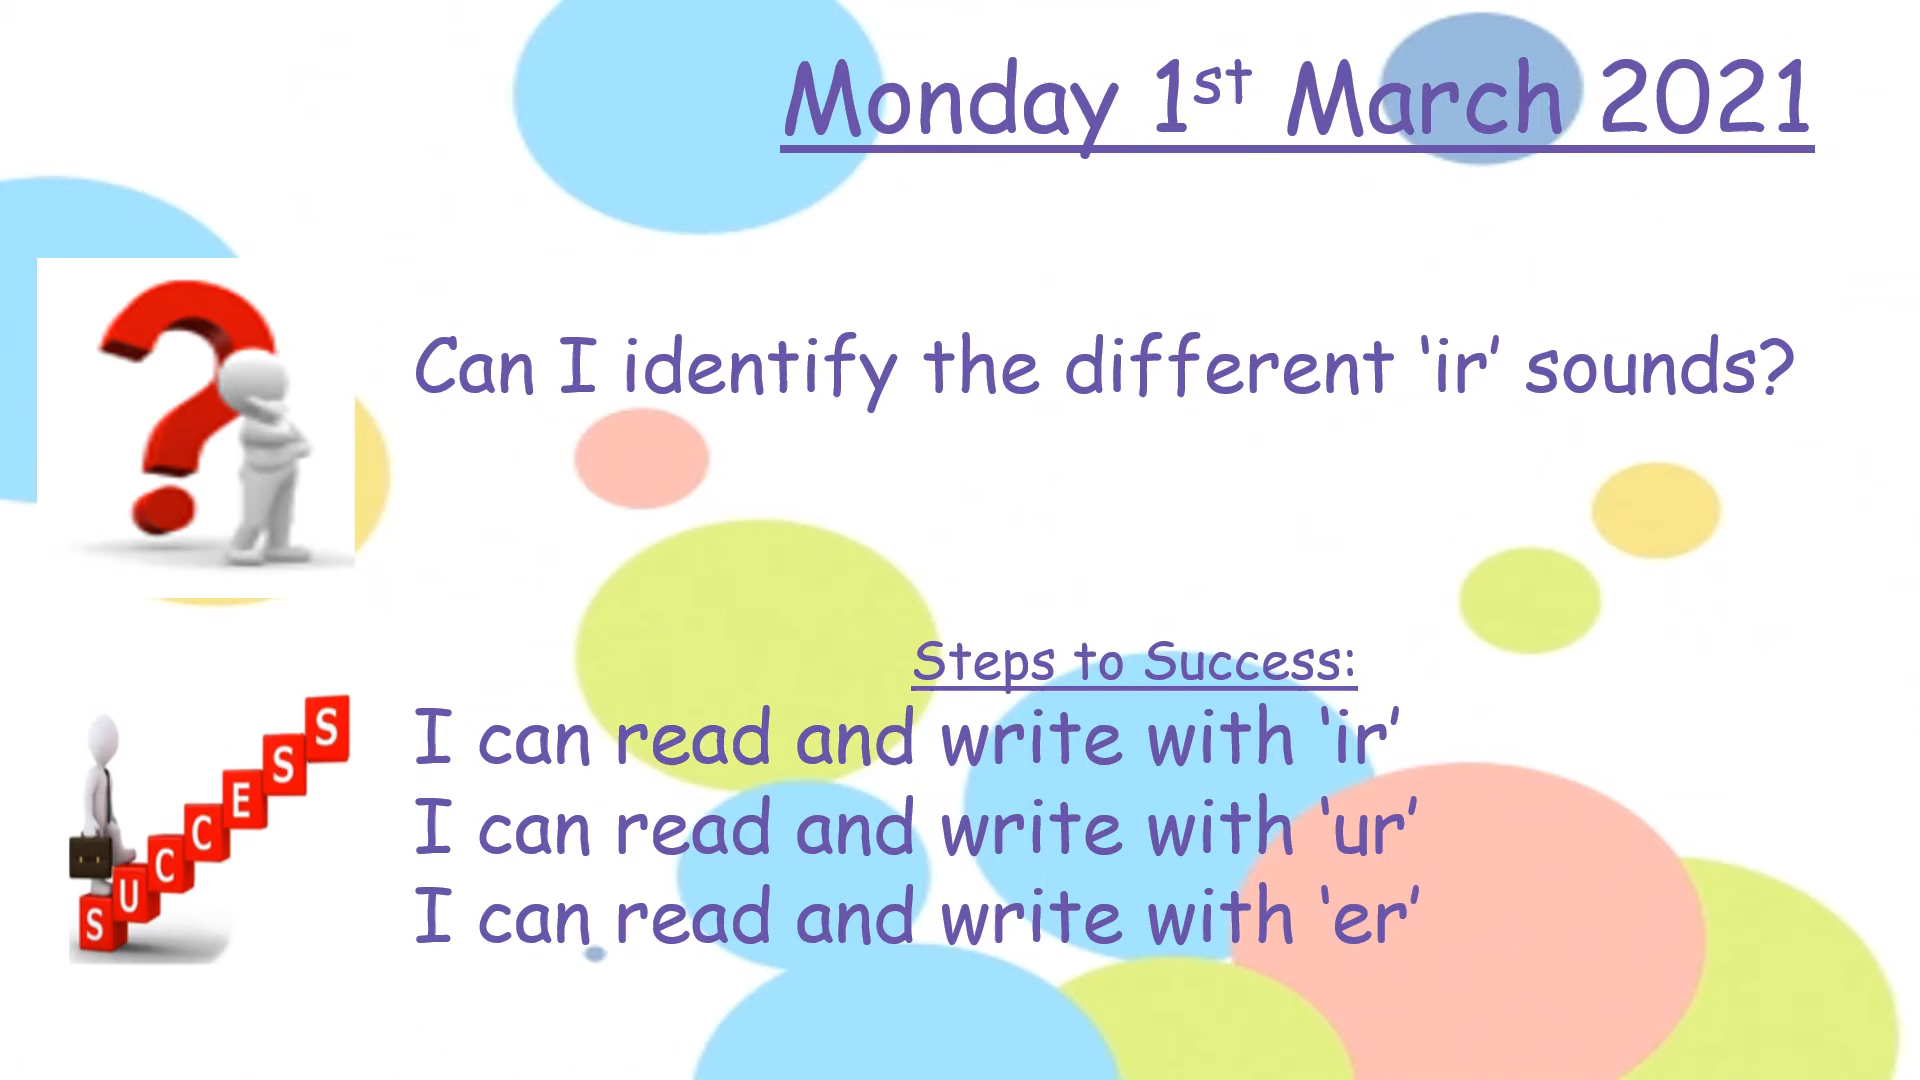 Monday 1st March 2021
Can I identify the different ‘ir’ sounds?
Steps to Success:
I can read and write with ‘ir’
I can read and write with ‘ur’
I can read and write with ‘er’
SUCCESS